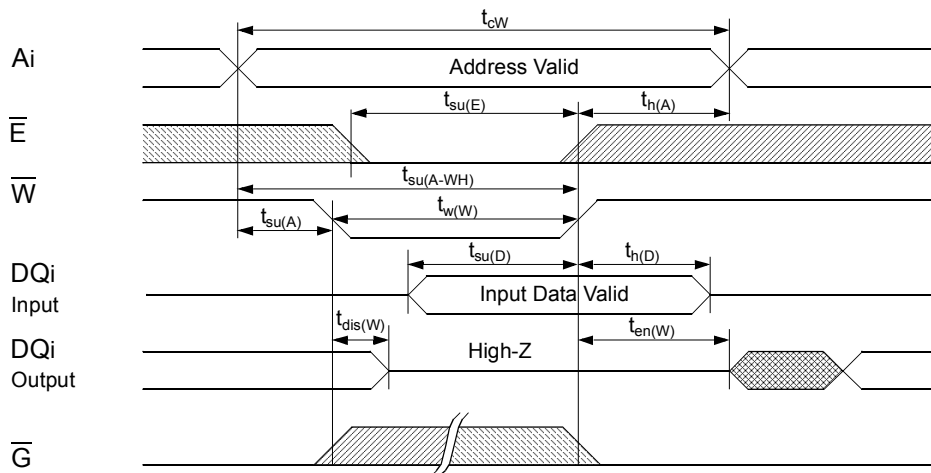 t_cW
Ai
Address Valid
t_su(E)
t_h(A)
E̅
t_su(A-WH)
W̅
t_w(W)
t_su(A)
DQi
Input
t_su(D)
t_h(D)
Input Data Valid
t_dis(W)
t_en(W)
DQi
Output
High-Z
G̅